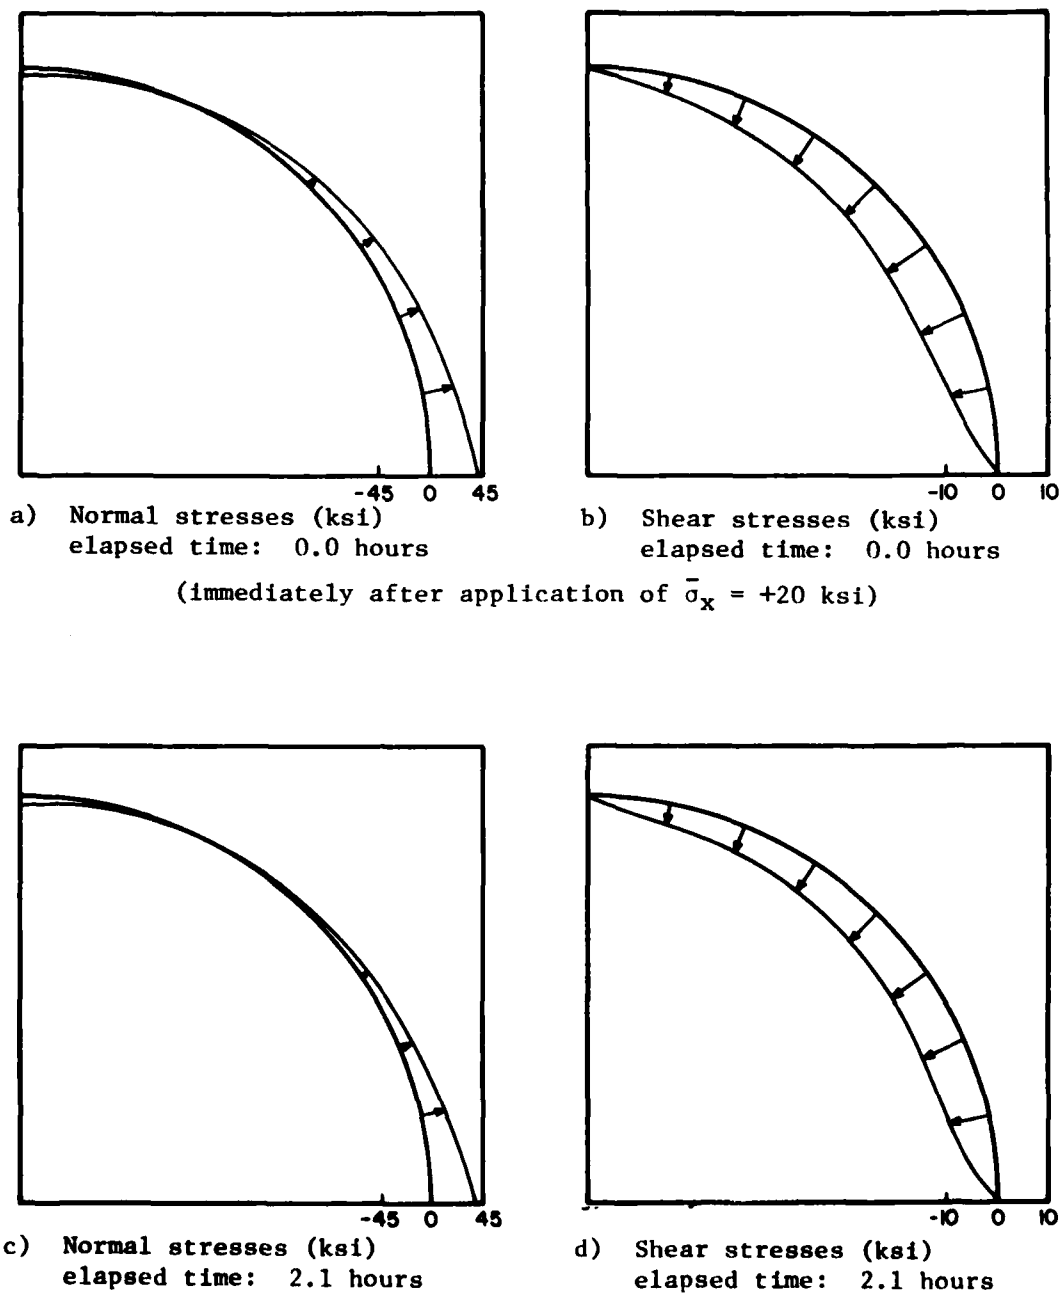 -45 0 45
-10 0 10
a) Normal stresses (ksi)
elapsed time: 0.0 hours
b) Shear stresses (ksi)
elapsed time: 0.0 hours
(immediately after application of σ̄x = +20 ksi)
-45 0 45
-10 0 10
c) Normal stresses (ksi)
elapsed time: 2.1 hours
d) Shear stresses (ksi)
elapsed time: 2.1 hours